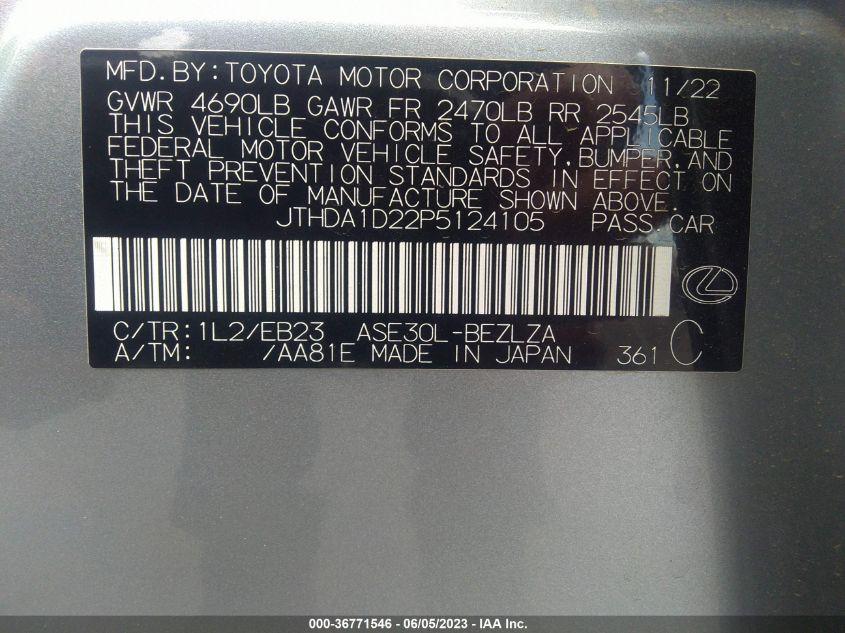 MFD.BY:TOYOTA MOTOR CORPORATION 11/22
GVWR 4690LB GAWR FR 2470LB RR 2545LB
THIS VEHICLE CONFORMS TO ALL APPLICABLE
FEDERAL MOTOR VEHICLE SAFETY,BUMPER,AND
THEFT PREVENTION STANDARDS IN EFFECT ON
THE DATE OF MANUFACTURE SHOWN ABOVE.
JTHDA1D22P5124105 PASS.CAR
C/TR:1L2/EB23 ASE30L-BEZLZA
A/TM: /AA81E MADE IN JAPAN 361 C
000-36771546 - 06/05/2023 - IAA Inc.